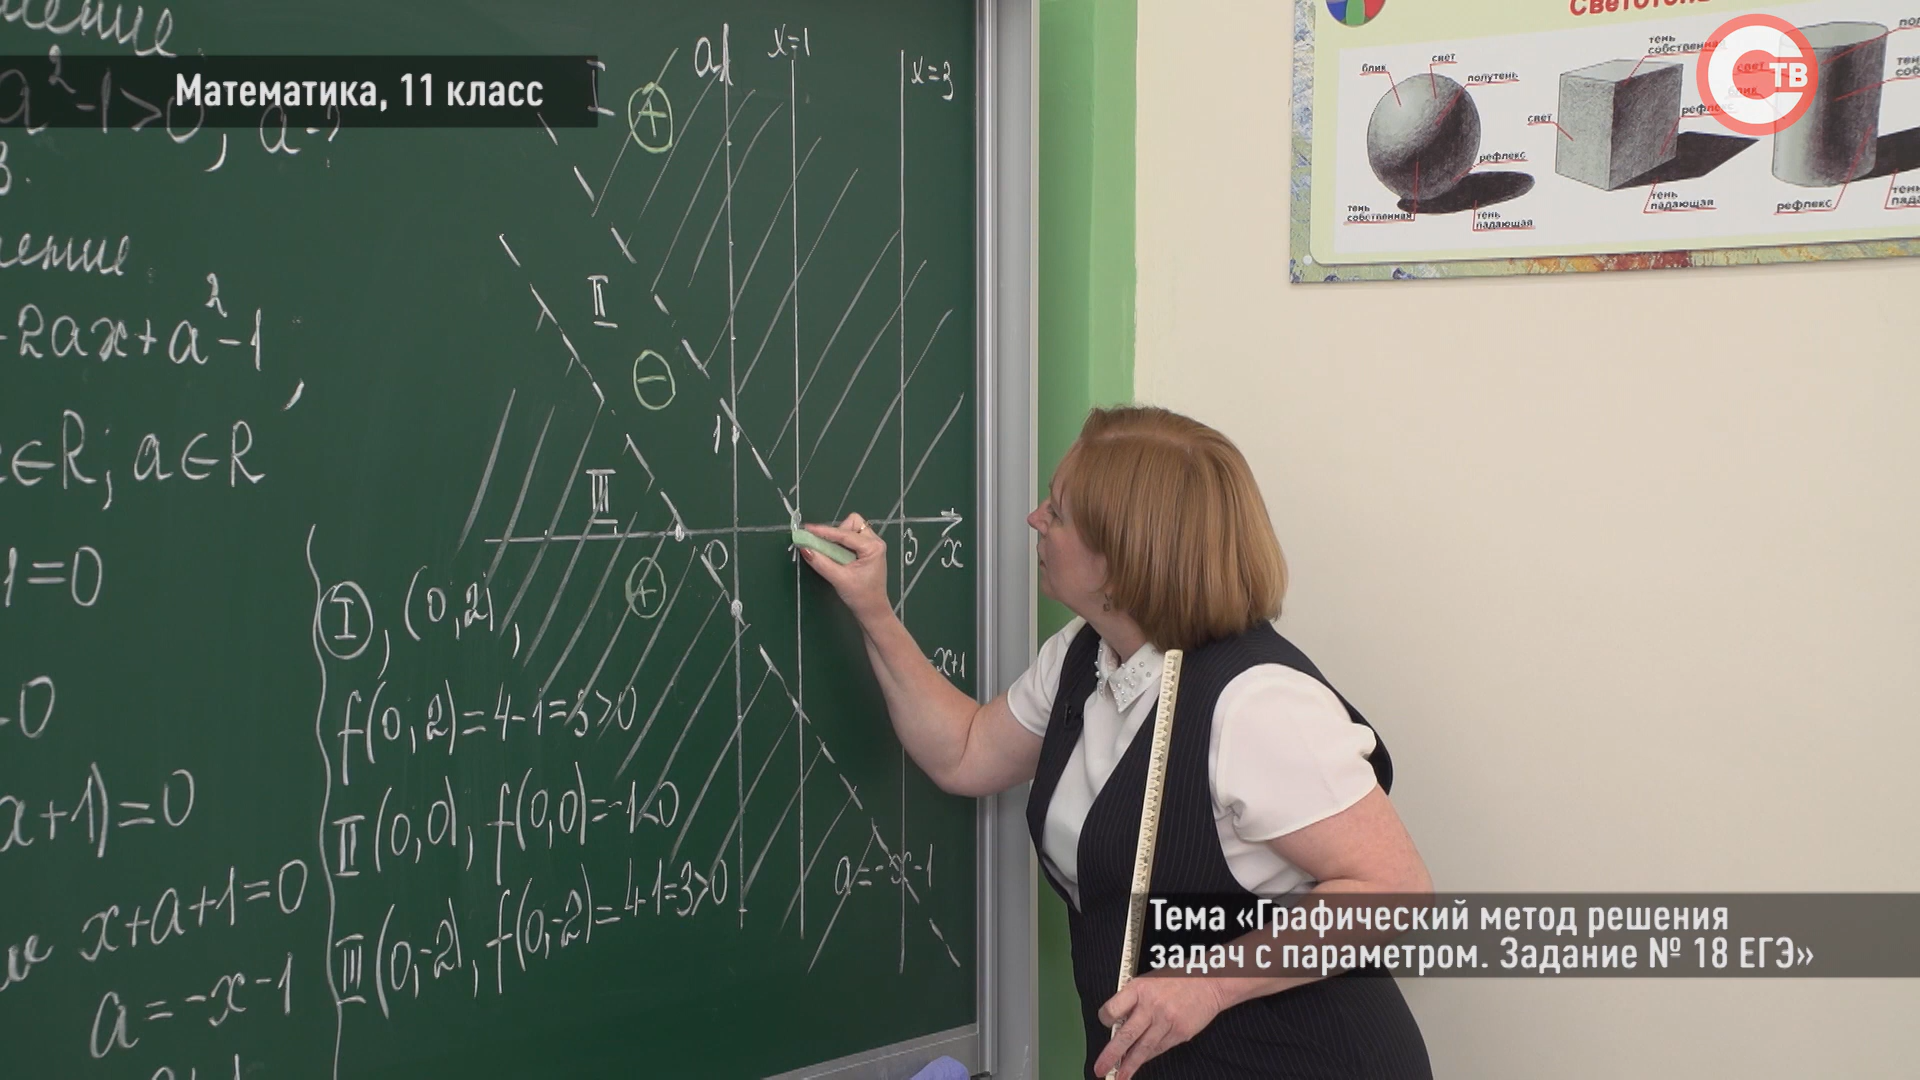 Математика, 11 класс
a²-1>0, a-?
-2ax+a²-1
x∈R; a∈R
1=0
-0
a+1)=0
x+a+1=0
a=-x-1
I, (0,2),
f(0,2)=4-1=3>0
II (0,0), f(0,0)=-1<0
III (0,-2), f(0,-2)=4-1=3>0
I
+
II
−
III
+
a
x=1
x=3
1
0
3
x
=-x+1
a=-x-1
Светотень
блик
свет
полутень
рефлекс
тень собственная
тень падающая
тень собственная
свет
рефлекс
тень падающая
свет
блик
рефлекс
СТВ
Тема «Графический метод решения
задач с параметром. Задание № 18 ЕГЭ»